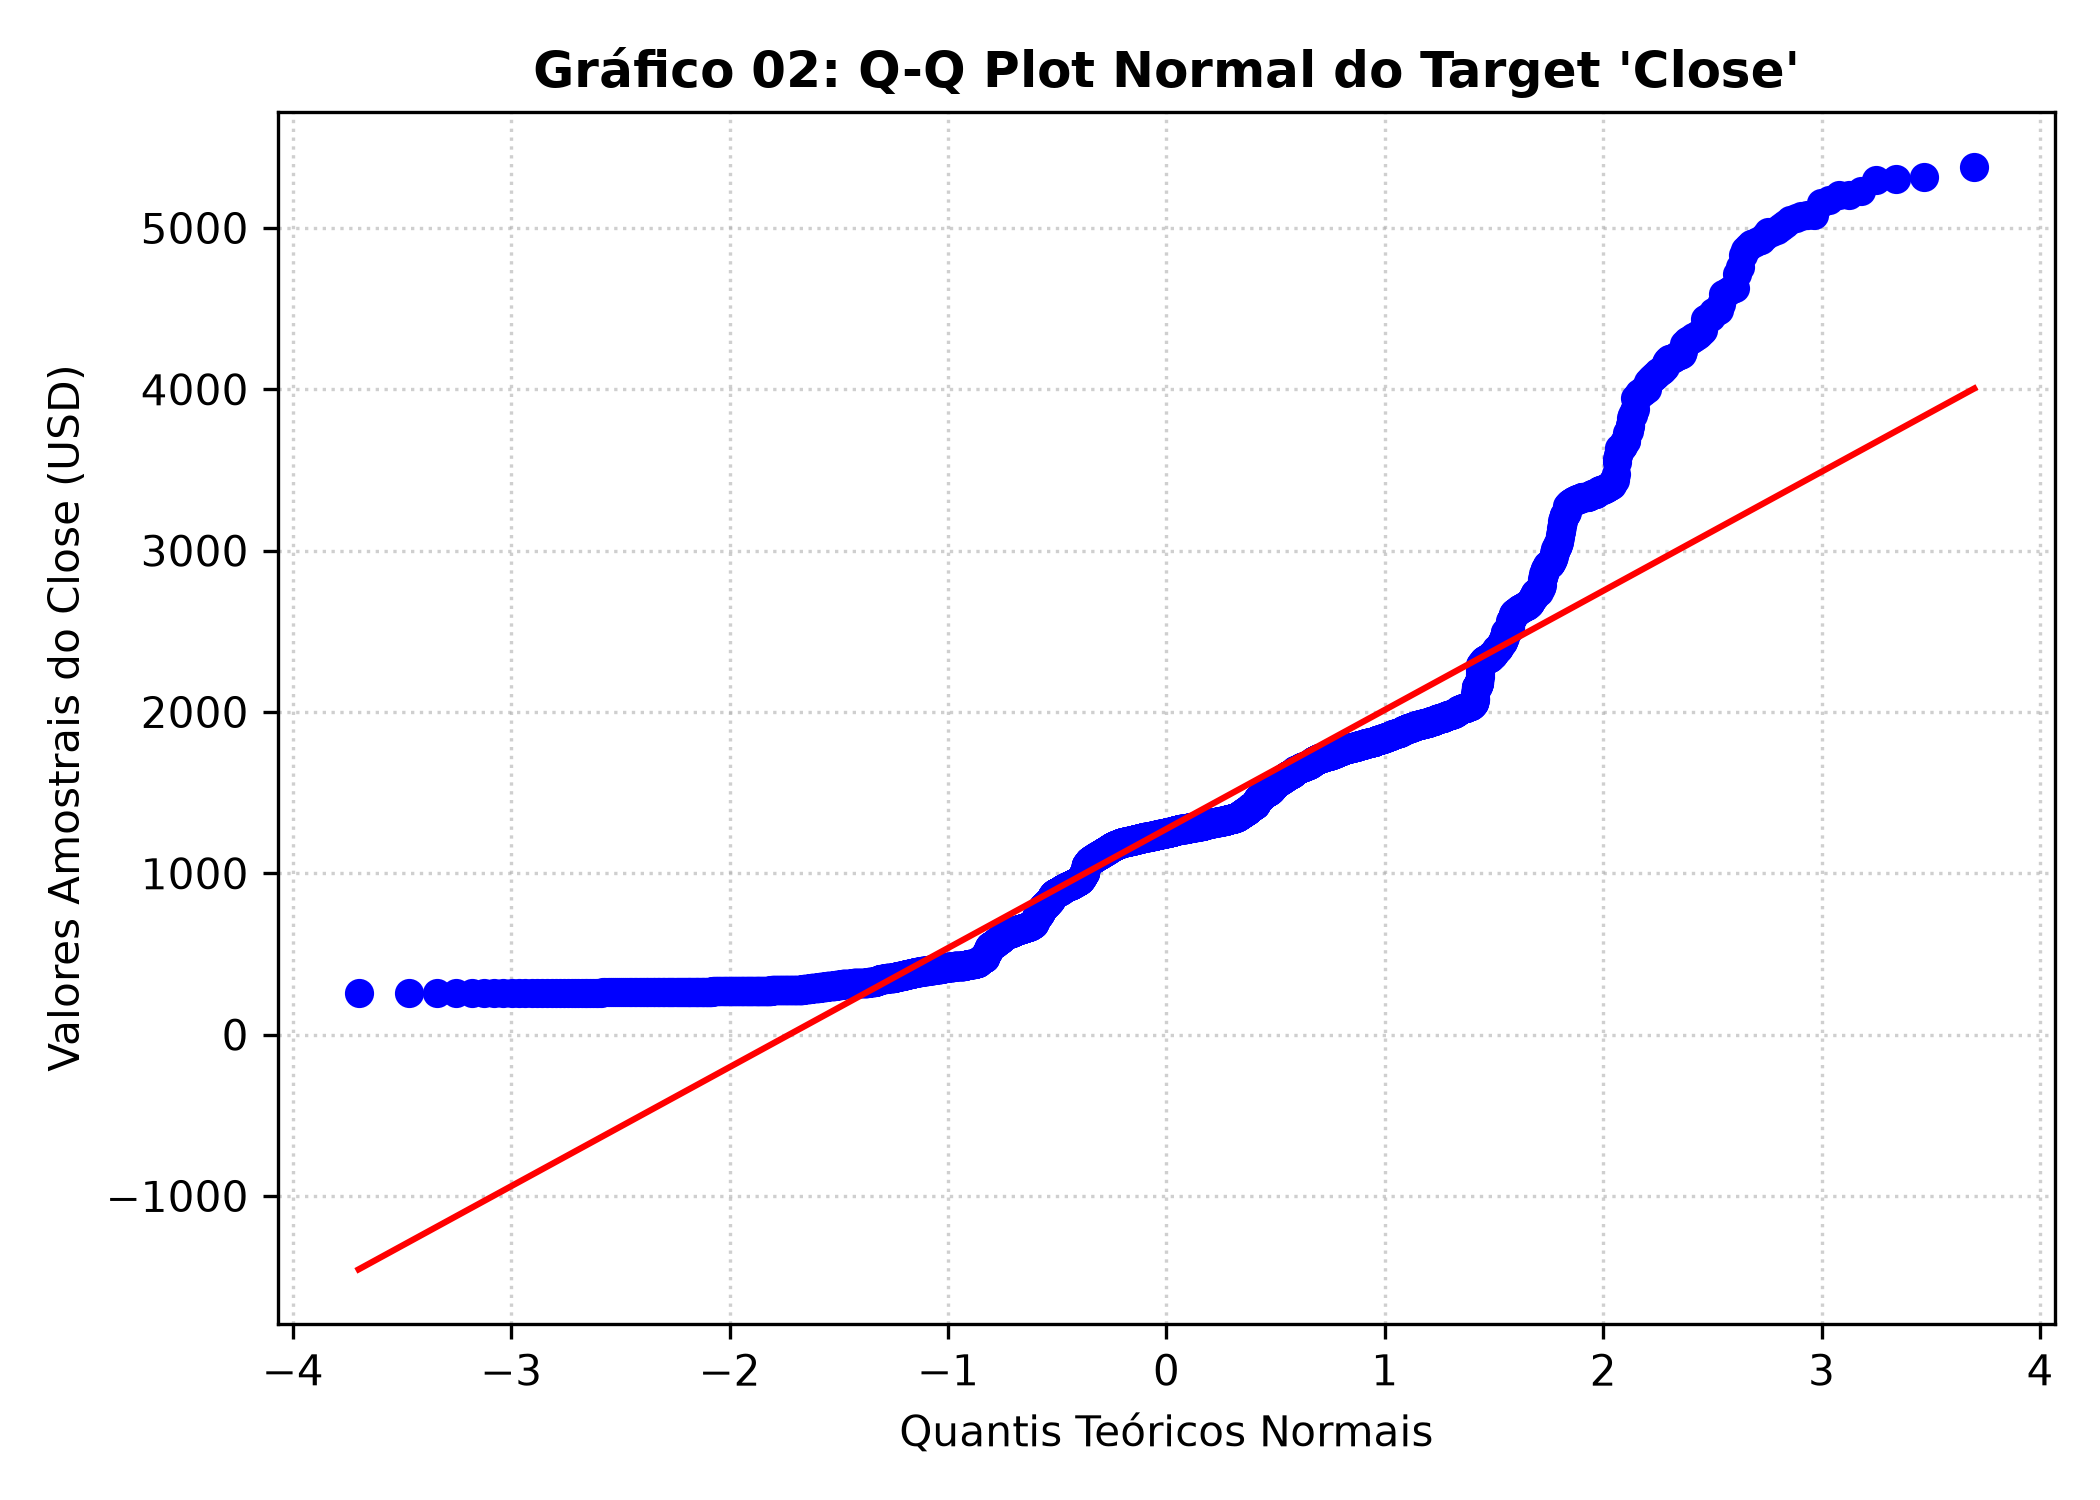 Gráfico 02: Q-Q Plot Normal do Target 'Close'
Valores Amostrais do Close (USD)
5000
4000
3000
2000
1000
0
−1000
−4 −3 −2 −1 0 1 2 3 4
Quantis Teóricos Normais